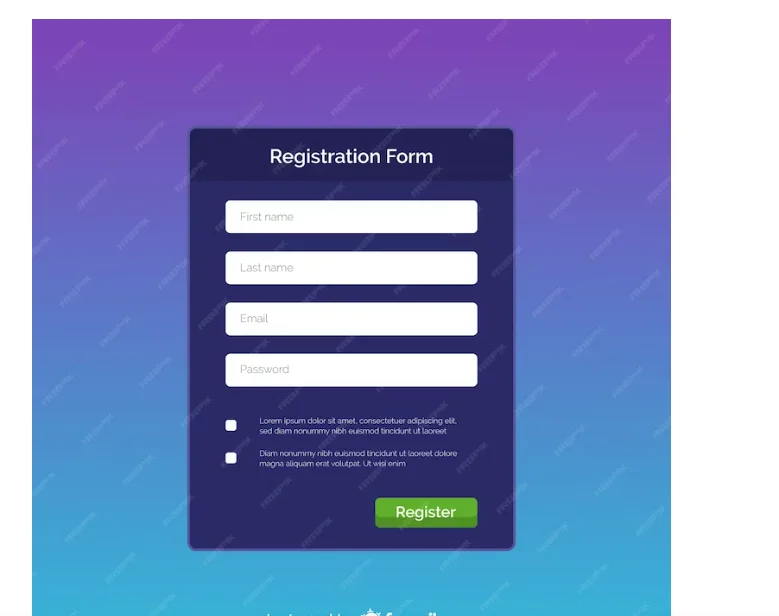 Registration Form
First name
Last name
Email
Password
Lorem ipsum dolor sit amet, consectetuer adipiscing elit,
sed diam nonummy nibh euismod tincidunt ut laoreet
Diam nonummy nibh euismod tincidunt ut laoreet dolore
magna aliquam erat volutpat. Ut wisi enim
Register